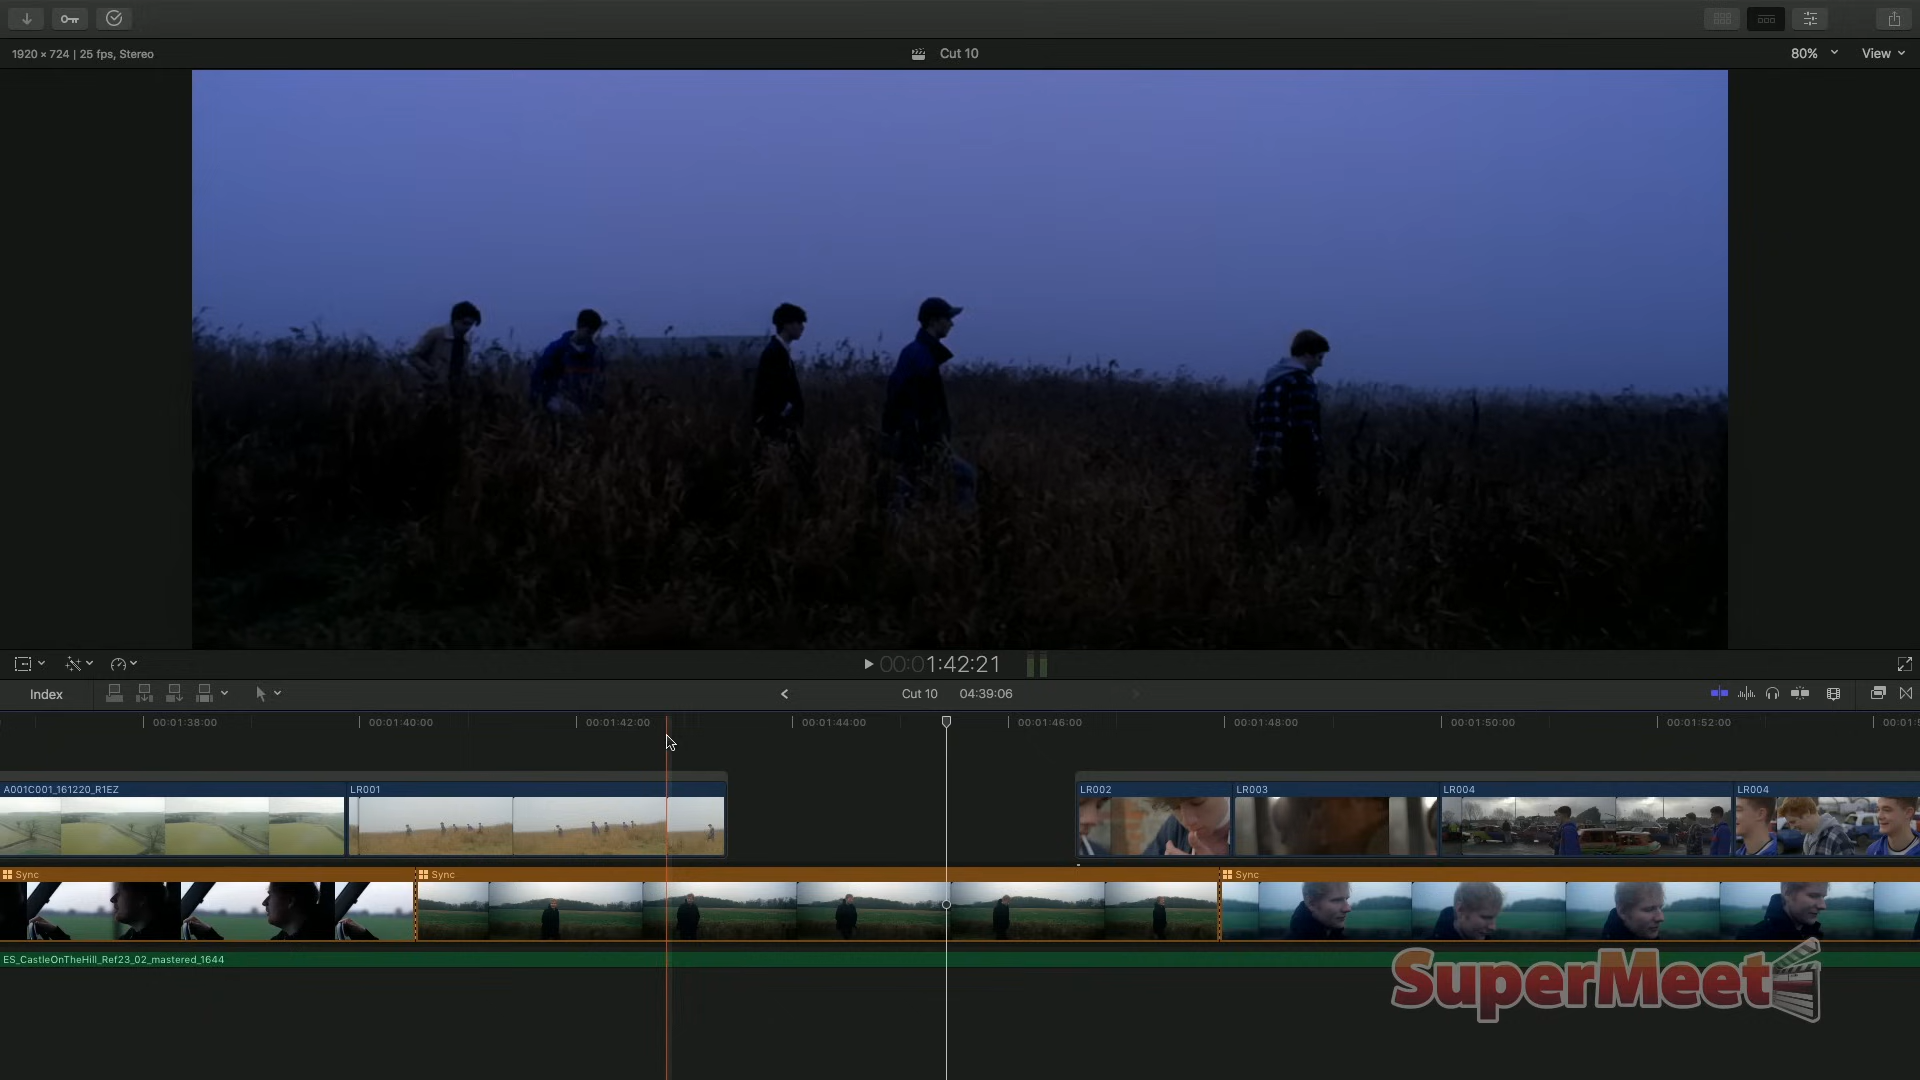 1920 × 724 | 25 fps, Stereo
Cut 10
80%
View
00:00:01:42:21
Index
Cut 10 04:39:06
00:01:38:00 00:01:40:00 00:01:42:00 00:01:44:00 00:01:46:00 00:01:48:00 00:01:50:00 00:01:52:00
A001C001_161220_R1EZ LR001 LR002 LR003 LR004 LR004
Sync Sync Sync
ES_CastleOnTheHill_Ref23_02_mastered_1644
SuperMeet